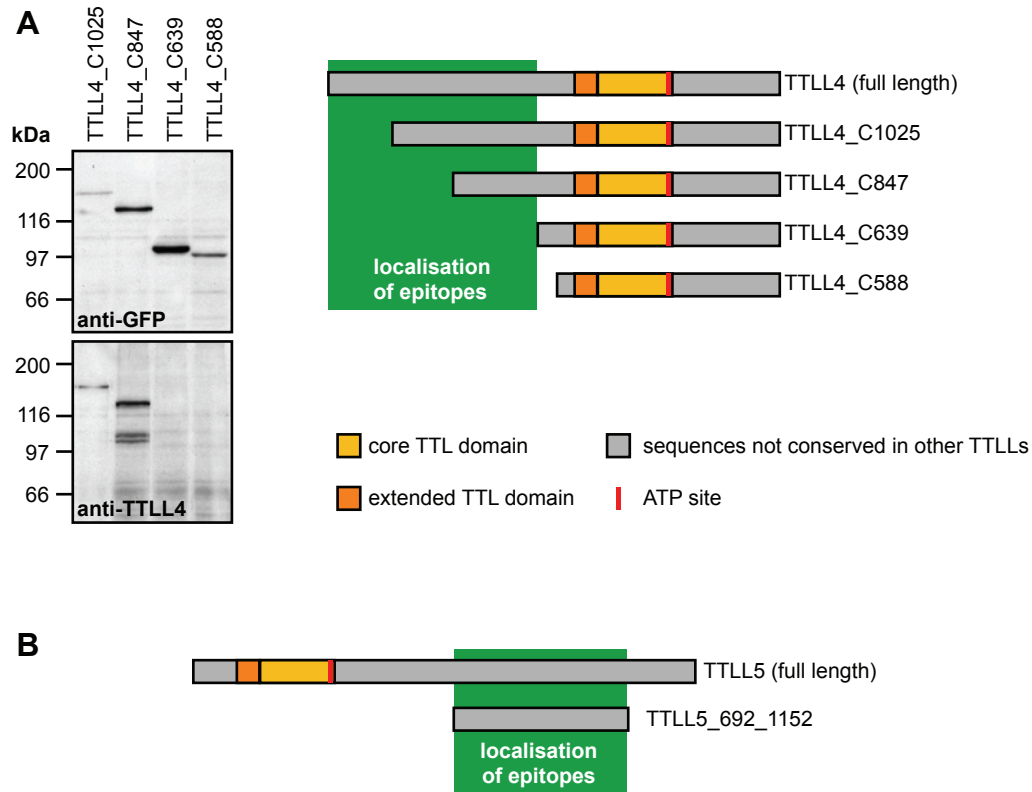 A
TTLL4_C1025
TTLL4_C847
TTLL4_C639
TTLL4_C588
kDa
200
116
97
66
anti-GFP
200
116
97
66
anti-TTLL4
TTLL4 (full length)
TTLL4_C1025
TTLL4_C847
TTLL4_C639
TTLL4_C588
localisation
of epitopes
core TTL domain
sequences not conserved in other TTLLs
extended TTL domain
ATP site
B
TTLL5 (full length)
TTLL5_692_1152
localisation
of epitopes